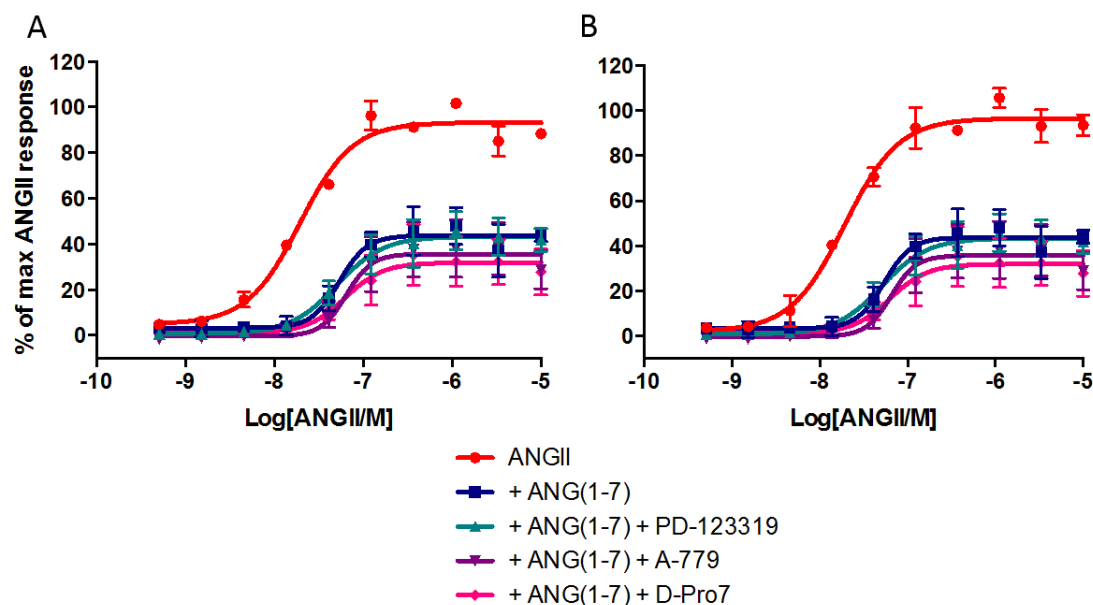 A
B
% of max ANGII response
120
100
80
60
40
20
0
-10 -9 -8 -7 -6 -5
Log[ANGII/M]
120
100
80
60
40
20
0
-10 -9 -8 -7 -6 -5
Log[ANGII/M]
ANGII
+ ANG(1-7)
+ ANG(1-7) + PD-123319
+ ANG(1-7) + A-779
+ ANG(1-7) + D-Pro7